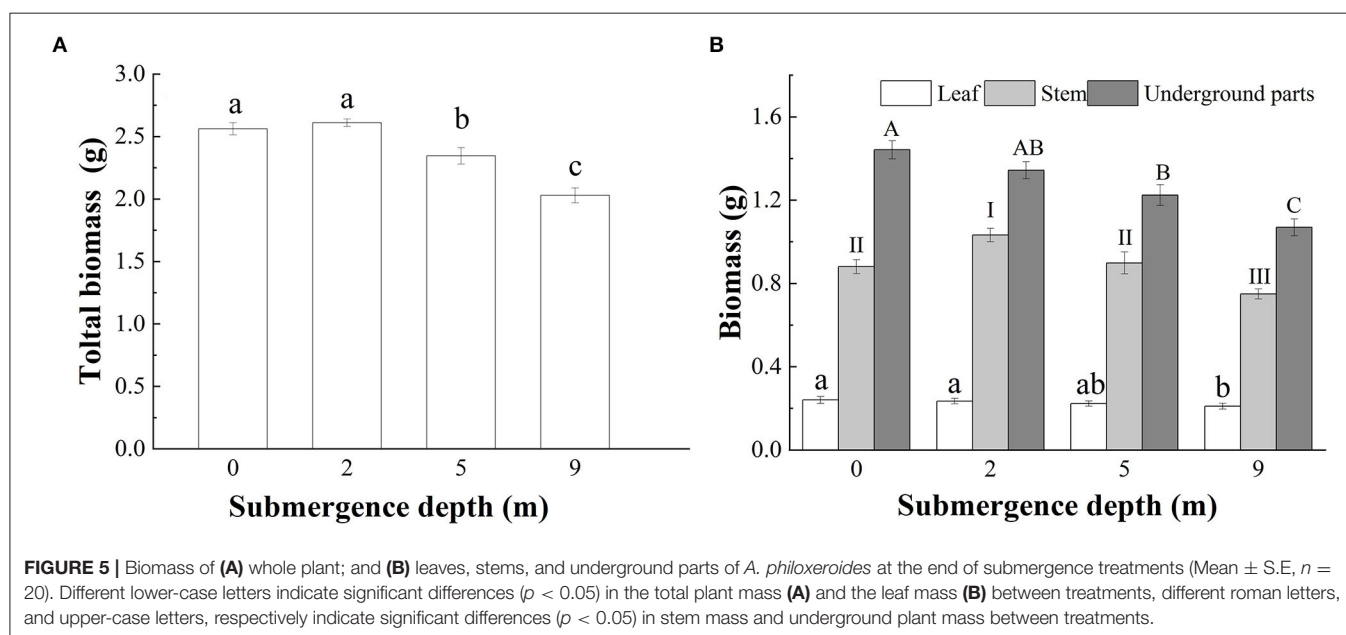 A
3.0
2.5
2.0
1.5
1.0
0.5
0.0
Toltal biomass (g)
a
a
b
c
0 2 5 9
Submergence depth (m)
B
Leaf Stem Underground parts
1.6
1.2
0.8
0.4
0.0
Biomass (g)
a II A
a I AB
ab II B
b III C
0 2 5 9
Submergence depth (m)
FIGURE 5 | Biomass of (A) whole plant; and (B) leaves, stems, and underground parts of A. philoxeroides at the end of submergence treatments (Mean ± S.E, n =
20). Different lower-case letters indicate significant differences (p < 0.05) in the total plant mass (A) and the leaf mass (B) between treatments, different roman letters,
and upper-case letters, respectively indicate significant differences (p < 0.05) in stem mass and underground plant mass between treatments.